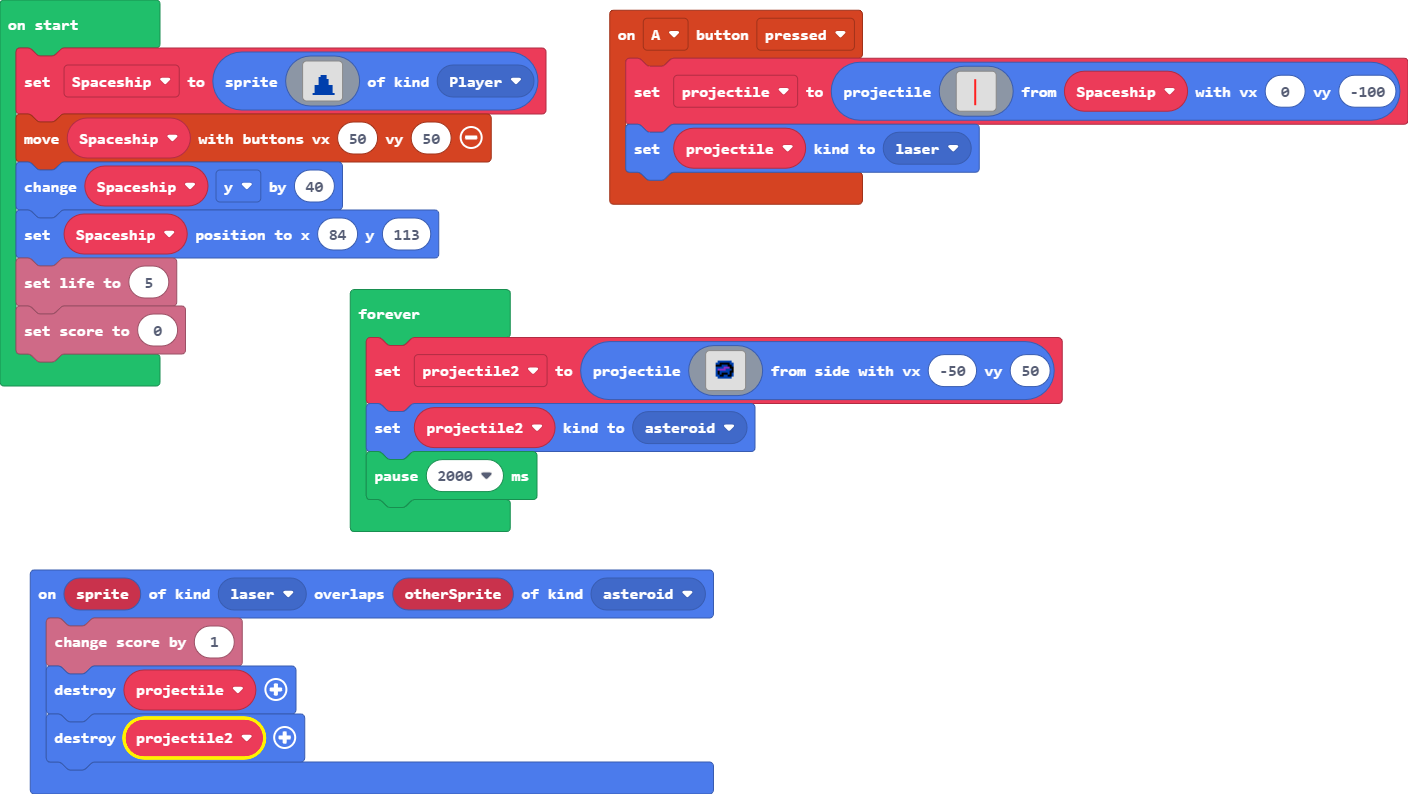 on start
set Spaceship to sprite of kind Player
move Spaceship with buttons vx 50 vy 50
change Spaceship y by 40
set Spaceship position to x 84 y 113
set life to 5
set score to 0
on A button pressed
set projectile to projectile from Spaceship with vx 0 vy -100
set projectile kind to laser
forever
set projectile2 to projectile from side with vx -50 vy 50
set projectile2 kind to asteroid
pause 2000 ms
on sprite of kind laser overlaps otherSprite of kind asteroid
change score by 1
destroy projectile
destroy projectile2